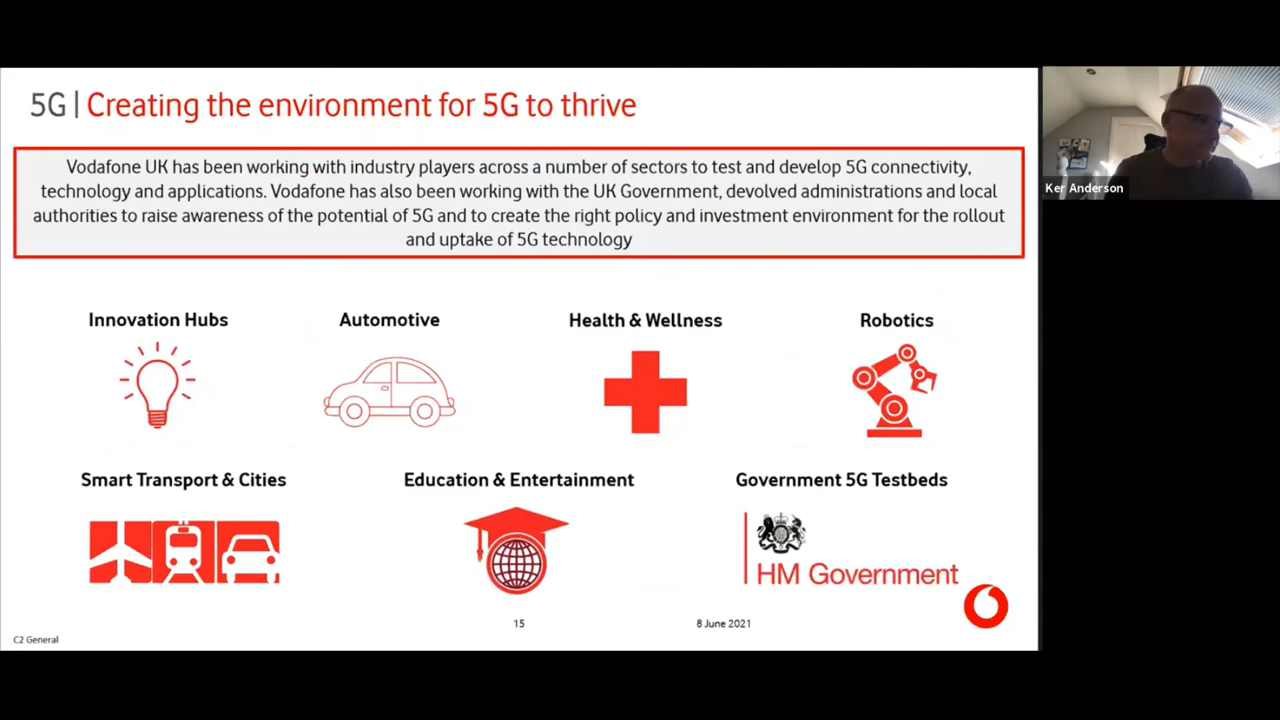 5G | Creating the environment for 5G to thrive
Vodafone UK has been working with industry players across a number of sectors to test and develop 5G connectivity,
technology and applications. Vodafone has also been working with the UK Government, devolved administrations and local
authorities to raise awareness of the potential of 5G and to create the right policy and investment environment for the rollout
and uptake of 5G technology
Ker Anderson
Innovation Hubs
Automotive
Health & Wellness
Robotics
Smart Transport & Cities
Education & Entertainment
Government 5G Testbeds
HM Government
15
8 June 2021
C2 General